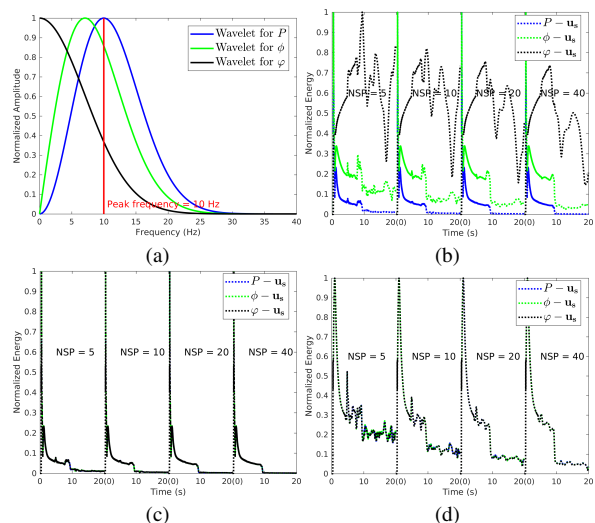 (a)
Normalized Amplitude
1
0.9
0.8
0.7
0.6
0.5
0.4
0.3
0.2
0.1
0
Wavelet for P
Wavelet for ϕ
Wavelet for φ
Peak frequency = 10 Hz
0 5 10 15 20 25 30 35 40
Frequency (Hz)
(a)
Normalized Energy
1
0.9
0.8
0.7
0.6
0.5
0.4
0.3
0.2
0.1
0
P − u_s
ϕ − u_s
φ − u_s
NSP = 5 NSP = 10 NSP = 20 NSP = 40
0 10 20(0) 10 20(0) 10 20(0) 10 20
Time (s)
(b)
Normalized Energy
1
0.9
0.8
0.7
0.6
0.5
0.4
0.3
0.2
0.1
0
P − u_s
ϕ − u_s
φ − u_s
NSP = 5 NSP = 10 NSP = 20 NSP = 40
0 10 20(0) 10 20(0) 10 20(0) 10 20
Time (s)
(c)
Normalized Energy
1
0.9
0.8
0.7
0.6
0.5
0.4
0.3
0.2
0.1
0
P − u_s
ϕ − u_s
φ − u_s
NSP = 5 NSP = 10 NSP = 20 NSP = 40
0 10 20(0) 10 20(0) 10 20(0) 10 20
Time (s)
(d)